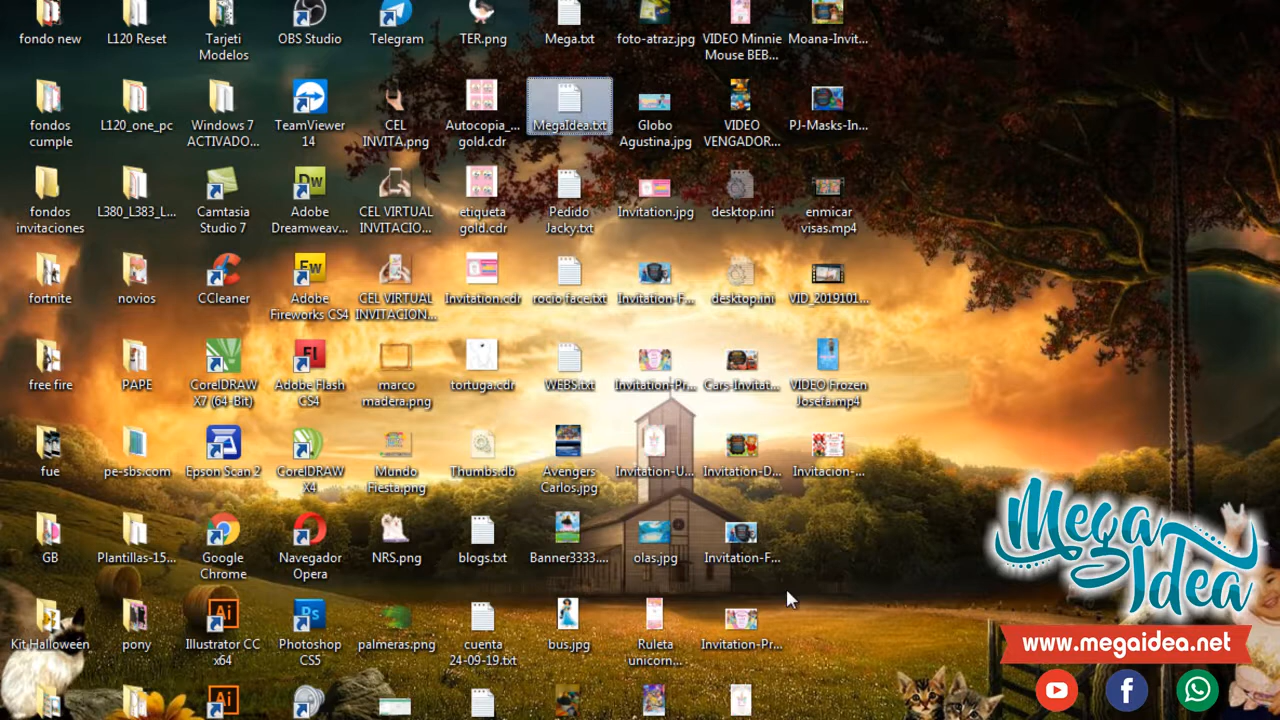 fondo new
L120 Reset
Tarjeti
Modelos
OBS Studio
Telegram
TER.png
Mega.txt
foto-atraz.jpg
VIDEO Minnie
Mouse BEB...
Moana-Invit...
fondos
cumple
L120_one_pc
Windows 7
ACTIVADO...
TeamViewer
14
CEL
INVITA.png
Autocopia_...
gold.cdr
MegaIdea.txt
Globo
Agustina.jpg
VIDEO
VENGADOR...
PJ-Masks-In...
fondos
invitaciones
L380_L383_L...
Camtasia
Studio 7
Dw
Adobe
Dreamweav...
CEL VIRTUAL
INVITACIO...
etiqueta
gold.cdr
Pedido
Jacky.txt
Invitation.jpg
desktop.ini
enmicar
visas.mp4
fortnite
novios
CCleaner
Fw
Adobe
Fireworks CS4
CEL VIRTUAL
INVITACION...
Invitation.cdr
rocio face.txt
Invitation-F...
desktop.ini
VID_2019101...
free fire
PAPE
CorelDRAW
X7 (64-Bit)
Fl
Adobe Flash
CS4
marco
madera.png
tortuga.cdr
WEBS.txt
Invitation-Pr...
Cars-Invitat...
VIDEO Frozen
Josefa.mp4
fue
pe-sbs.com
Epson Scan 2
CorelDRAW
X4
Mundo
Fiesta.png
Thumbs.db
Avengers
Carlos.jpg
Invitation-U...
Invitation-D...
Invitacion-...
GB
Plantillas-15...
Google
Chrome
Navegador
Opera
NRS.png
blogs.txt
Banner3333....
olas.jpg
Invitation-F...
Kit Halloween
pony
Ai
Illustrator CC
x64
Ps
Photoshop
CS5
palmeras.png
cuenta
24-09-19.txt
bus.jpg
Ruleta
unicorn...
Invitation-Pr...
Ai
Mega
Idea
www.megaidea.net